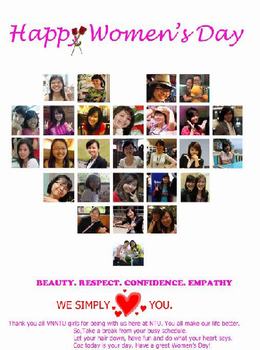 Happy Women's Day
BEAUTY. RESPECT. CONFIDENCE. EMPATHY
WE SIMPLY YOU.
Thank you all VNNTU girls for being with us here at NTU. You all make our life better.
So, Take a break from your busy schedule.
Let your hair down, have fun and do what your heart says.
Coz today is your day. Have a great Women's Day!